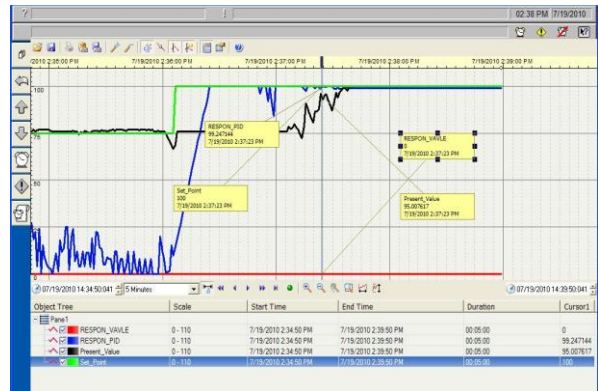 02:38 PM 7/19/2010
2010 2:35:00 PM 7/19/2010 2:36:00 PM 7/19/2010 2:37:00 PM 7/19/2010 2:38:00 PM 7/19/2010 2:39:00 PM
100
RESPON_PID
99.247144
7/19/2010 2:37:23 PM
RESPON_VAVLE
0
7/19/2010 2:37:23 PM
75
50
Set_Point
100
7/19/2010 2:37:23 PM
Present_Value
95.007617
7/19/2010 2:37:23 PM
25
0
07/19/2010 14:34:50:041 5 Minutes 07/19/2010 14:39:50:041
Object Tree Scale Start Time End Time Duration Cursor1
Pane1
RESPON_VAVLE 0 - 110 7/19/2010 2:34:50 PM 7/19/2010 2:39:50 PM 00:05:00 0
RESPON_PID 0 - 110 7/19/2010 2:34:50 PM 7/19/2010 2:39:50 PM 00:05:00 99.247144
Present_Value 0 - 110 7/19/2010 2:34:50 PM 7/19/2010 2:39:50 PM 00:05:00 95.007617
Set_Point 0 - 110 7/19/2010 2:34:50 PM 7/19/2010 2:39:50 PM 00:05:00 100